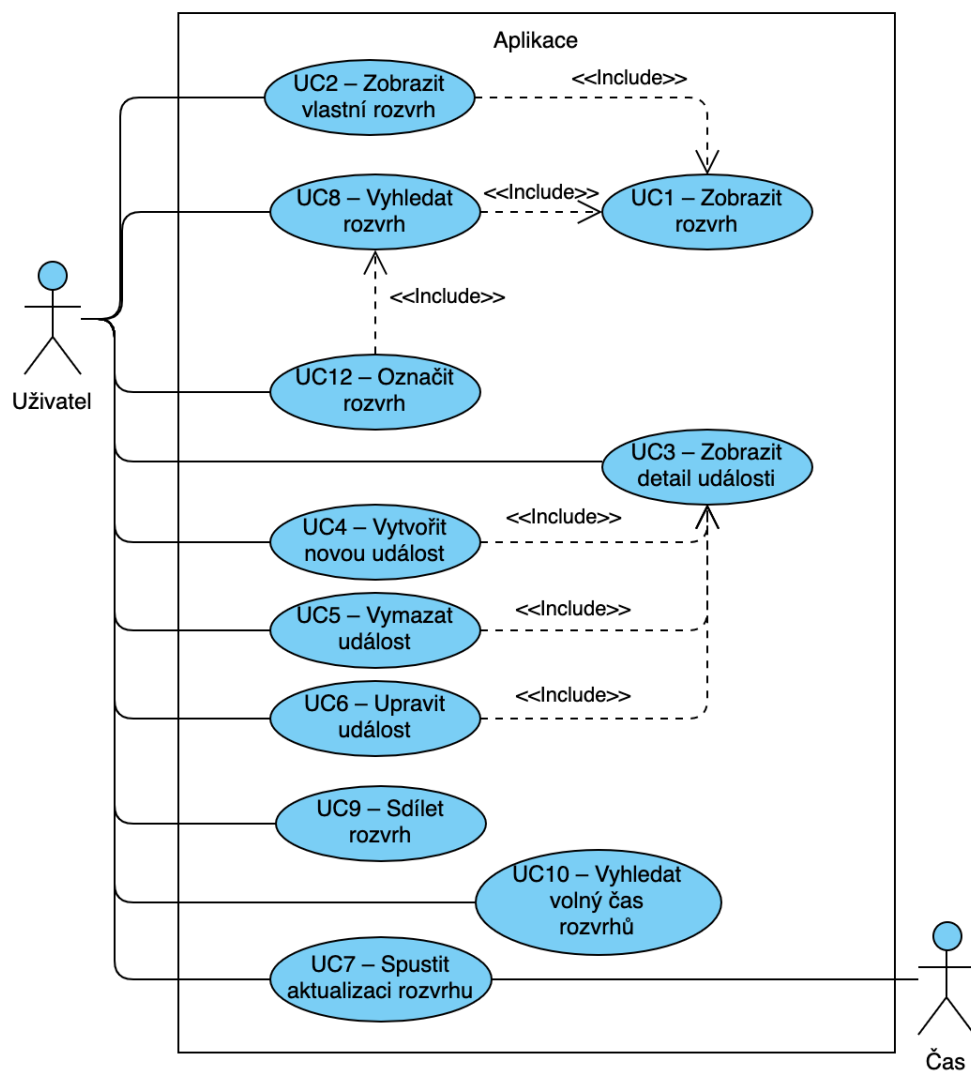 Aplikace
UC2 – Zobrazit
vlastní rozvrh
<<Include>>
UC8 – Vyhledat
rozvrh
<<Include>>
UC1 – Zobrazit
rozvrh
<<Include>>
Uživatel
UC12 – Označit
rozvrh
UC3 – Zobrazit
detail události
UC4 – Vytvořit
novou událost
<<Include>>
UC5 – Vymazat
událost
<<Include>>
UC6 – Upravit
událost
<<Include>>
UC9 – Sdílet
rozvrh
UC10 – Vyhledat
volný čas
rozvrhů
UC7 – Spustit
aktualizaci rozvrhu
Čas